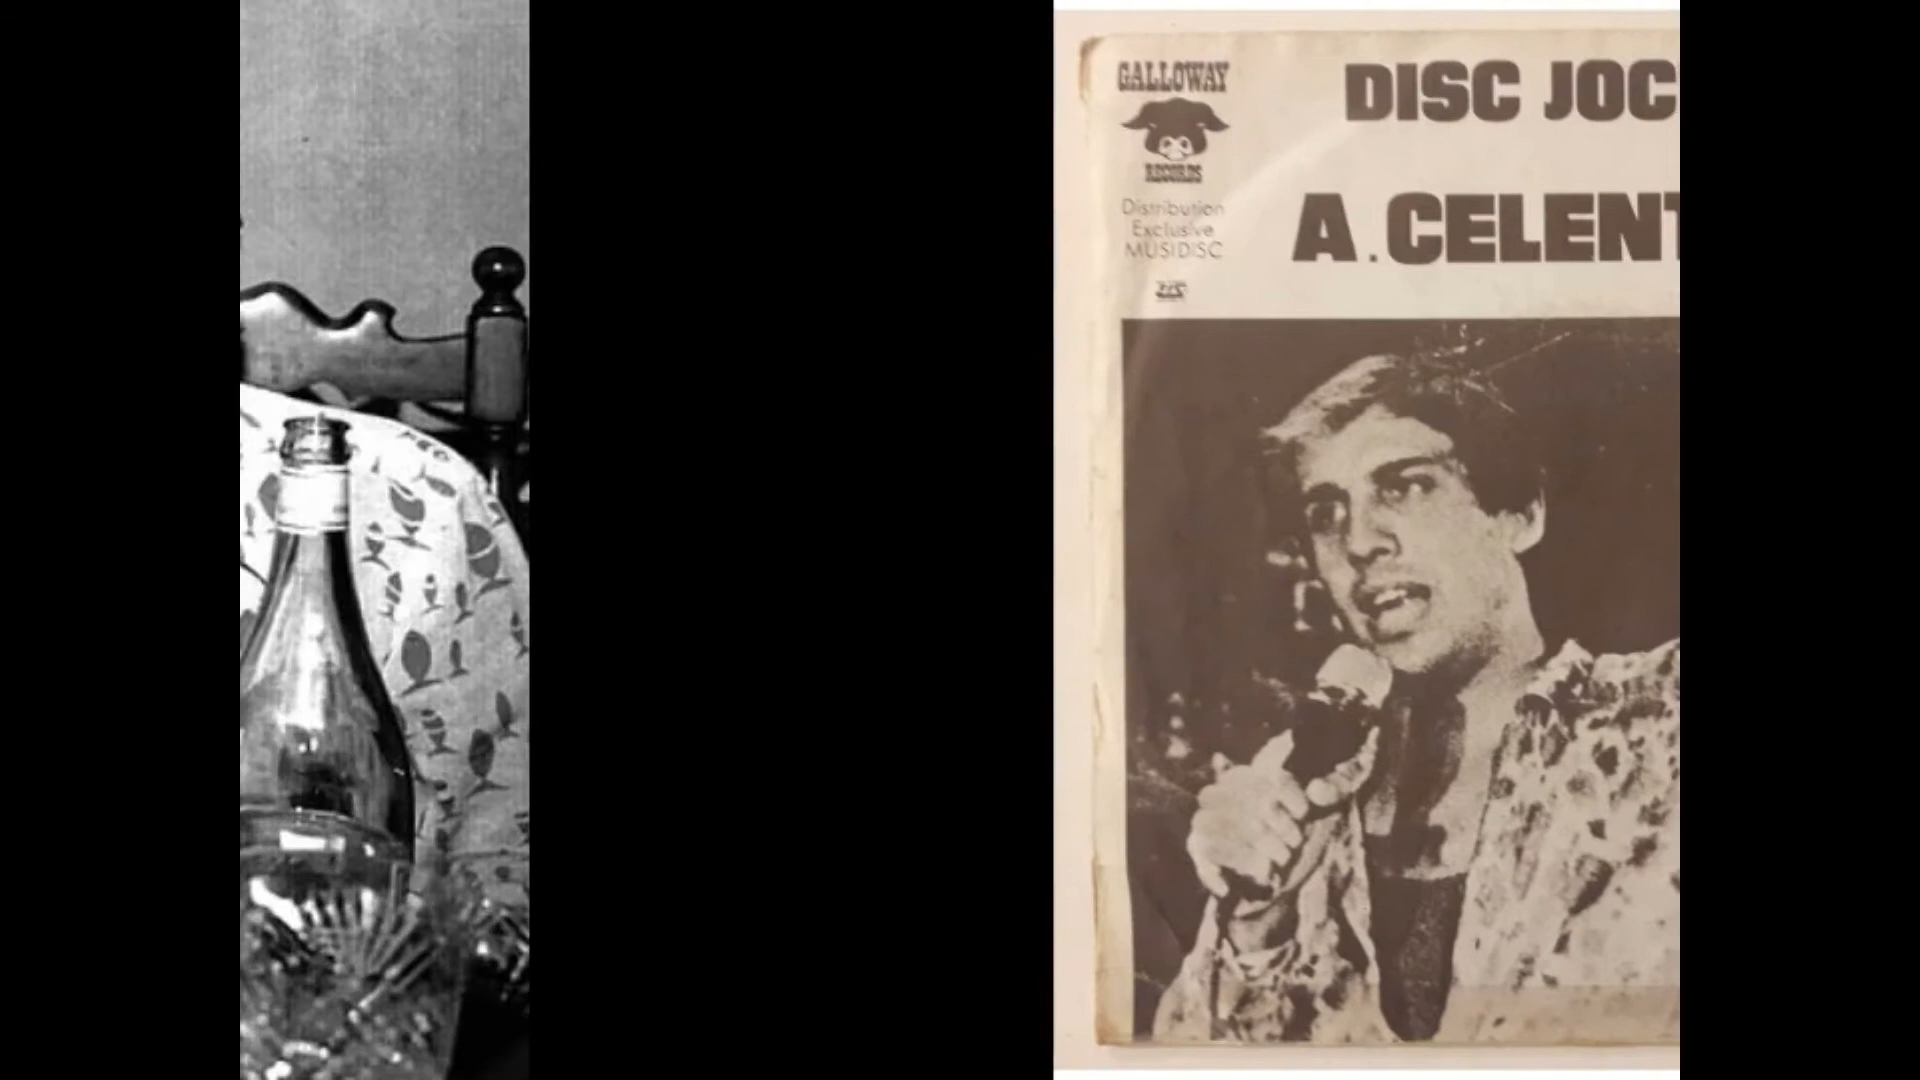 GALLOWAY
RECORDS
Distribution
Exclusive
MUSIDISC
DISC JOC
A. CELENT